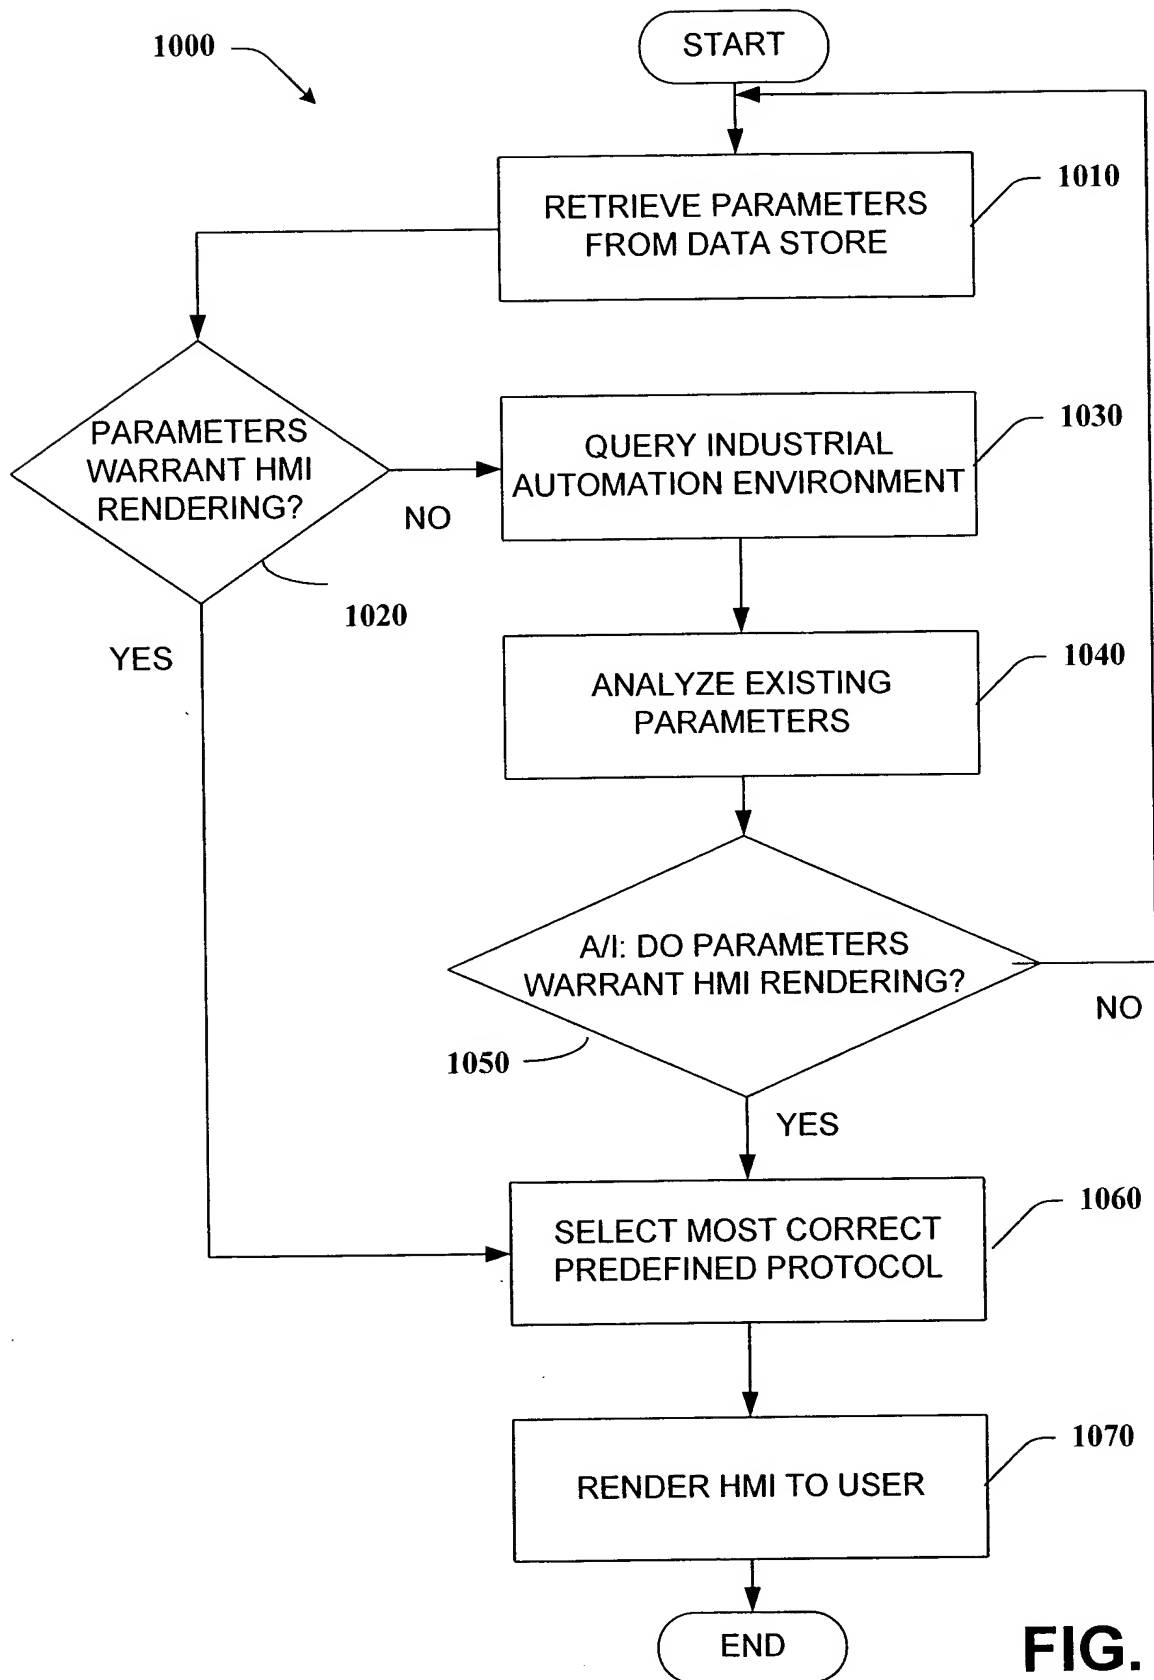 1000
START
RETRIEVE PARAMETERS
FROM DATA STORE
1010
PARAMETERS
WARRANT HMI
RENDERING?
1020
NO
YES
QUERY INDUSTRIAL
AUTOMATION ENVIRONMENT
1030
ANALYZE EXISTING
PARAMETERS
1040
A/I: DO PARAMETERS
WARRANT HMI RENDERING?
1050
NO
YES
SELECT MOST CORRECT
PREDEFINED PROTOCOL
1060
RENDER HMI TO USER
1070
END
FIG.